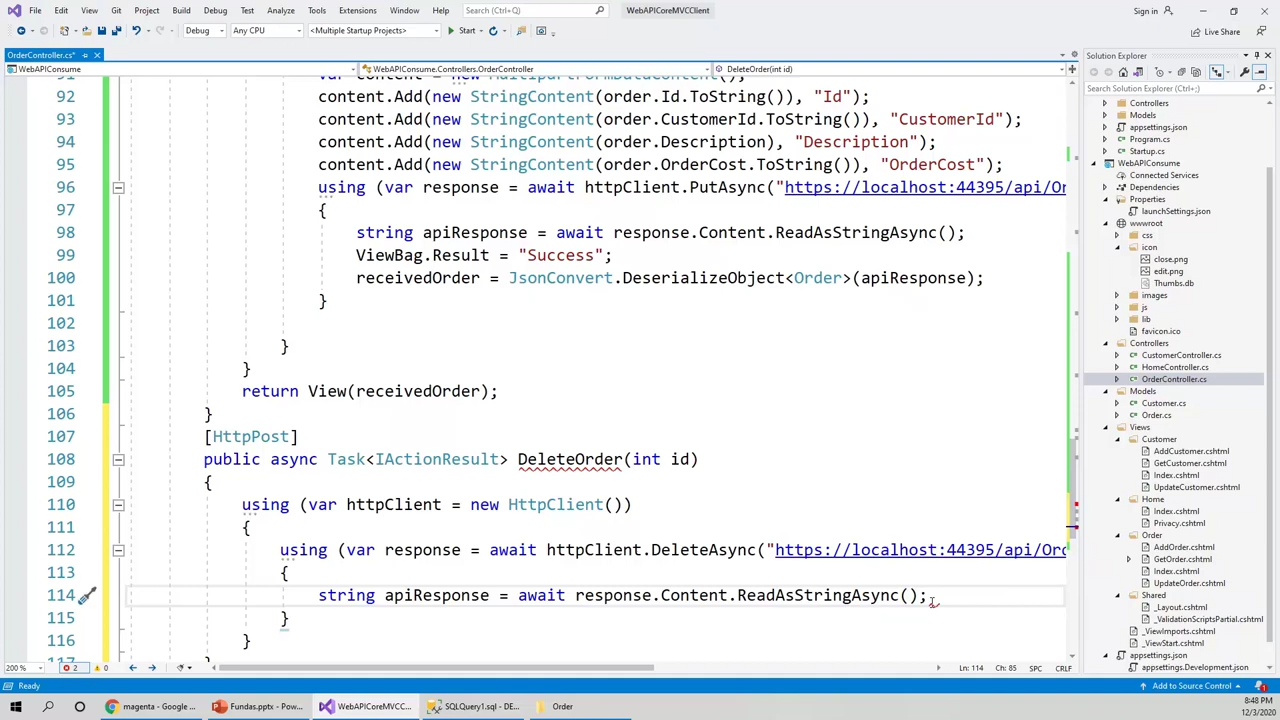 File Edit View Git Project Build Debug Test Analyze Tools Extensions Window Help Search (Ctrl+Q) WebAPICoreMVCClient Sign in
Debug Any CPU <Multiple Startup Projects> Start Live Share
OrderController.cs*
WebAPIConsume WebAPIConsume.Controllers.OrderController DeleteOrder(int id)
var content = new MultipartFormDataContent();
92 content.Add(new StringContent(order.Id.ToString()), "Id");
93 content.Add(new StringContent(order.CustomerId.ToString()), "CustomerId");
94 content.Add(new StringContent(order.Description), "Description");
95 content.Add(new StringContent(order.OrderCost.ToString()), "OrderCost");
96 using (var response = await httpClient.PutAsync("https://localhost:44395/api/Or
97 {
98 string apiResponse = await response.Content.ReadAsStringAsync();
99 ViewBag.Result = "Success";
100 receivedOrder = JsonConvert.DeserializeObject<Order>(apiResponse);
101 }
102
103 }
104 }
105 return View(receivedOrder);
106 }
107 [HttpPost]
108 public async Task<IActionResult> DeleteOrder(int id)
109 {
110 using (var httpClient = new HttpClient())
111 {
112 using (var response = await httpClient.DeleteAsync("https://localhost:44395/api/Ord
113 {
114 string apiResponse = await response.Content.ReadAsStringAsync();
115 }
116 }
117 }
200 % 2 0 Ln: 114 Ch: 85 SPC CRLF
Solution Explorer
Search Solution Explorer (Ctrl+;)
Controllers
Models
appsettings.json
Program.cs
Startup.cs
WebAPIConsume
Connected Services
Dependencies
Properties
launchSettings.json
wwwroot
css
icon
close.png
edit.png
Thumbs.db
images
js
lib
favicon.ico
Controllers
CustomerController.cs
HomeController.cs
OrderController.cs
Models
Customer.cs
Order.cs
Views
Customer
AddCustomer.cshtml
GetCustomer.cshtml
Index.cshtml
UpdateCustomer.cshtml
Home
Index.cshtml
Privacy.cshtml
Order
AddOrder.cshtml
GetOrder.cshtml
Index.cshtml
UpdateOrder.cshtml
Shared
_Layout.cshtml
_ValidationScriptsPartial.cshtml
_ViewImports.cshtml
_ViewStart.cshtml
appsettings.json
appsettings.Development.json
Ready Add to Source Control 1
magenta - Google ... Fundas.pptx - Pow... WebAPICoreMVCC... SQLQuery1.sql - DE... Order 8:48 PM
12/3/2020